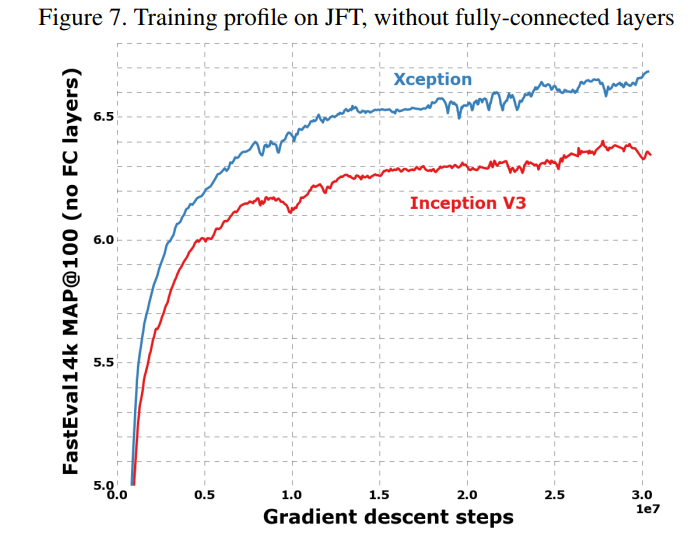 Figure 7. Training profile on JFT, without fully-connected layers
FastEval14k MAP@100 (no FC layers)
Xception
6.5
Inception V3
6.0
5.5
5.0
0.0 0.5 1.0 1.5 2.0 2.5 3.0
1e7
Gradient descent steps